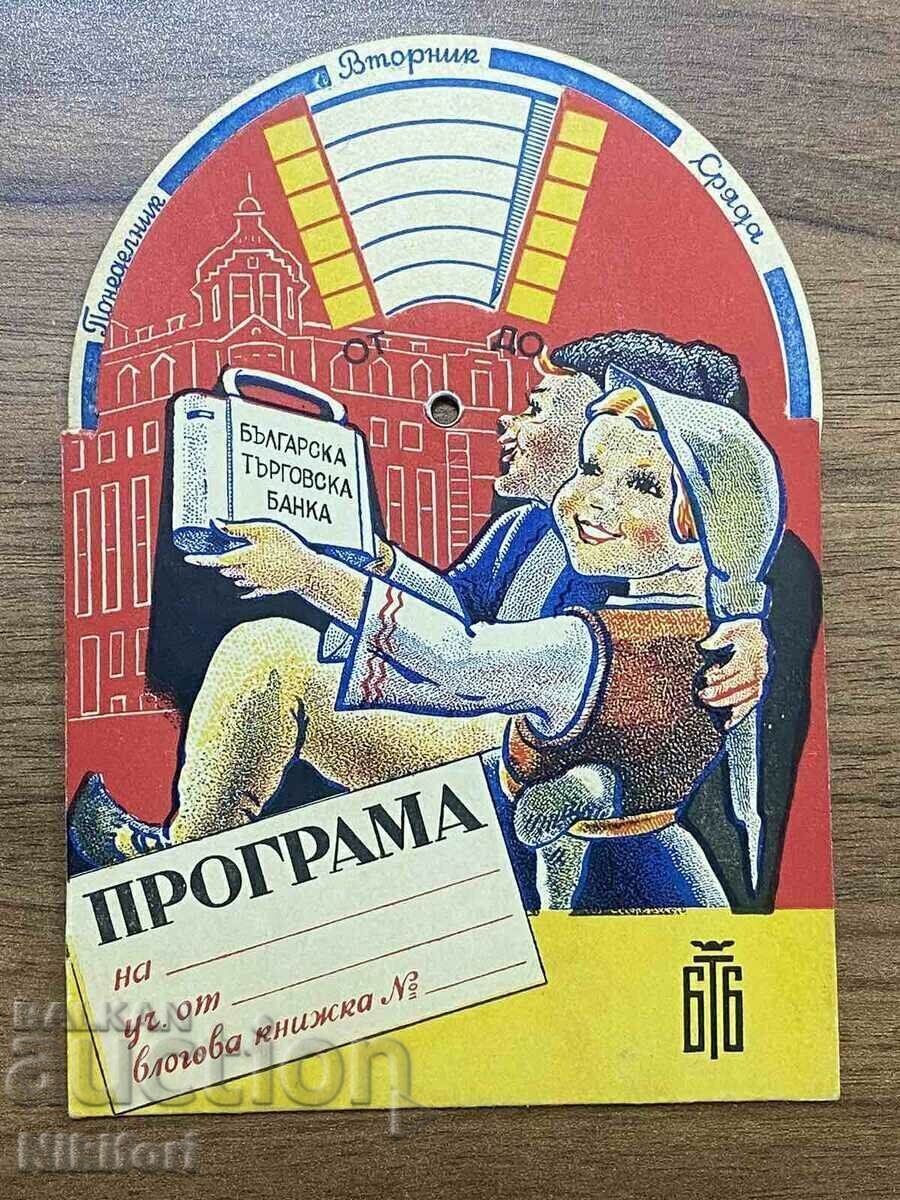 Понеделник
Вторник
Сряда
ОТ ДО
БЪЛГАРСКА
ТЪРГОВСКА
БАНКА
ПРОГРАМА
на
уч. от
влогова книжка №
БТБ
BALKAN
auction
Nikifori